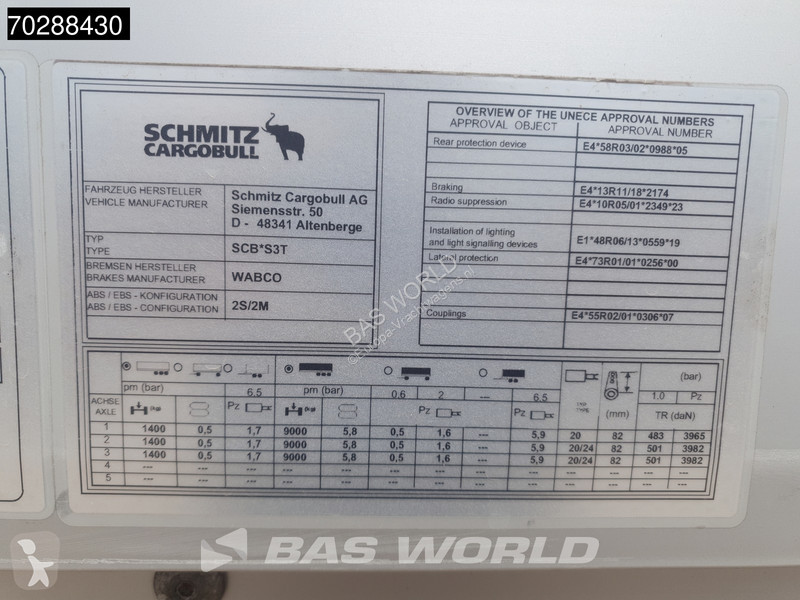 70288430
SCHMITZ
CARGOBULL
FAHRZEUG HERSTELLER
VEHICLE MANUFACTURER
Schmitz Cargobull AG
Siemensstr. 50
D - 48341 Altenberge
TYP
TYPE
SCB*S3T
BREMSEN HERSTELLER
BRAKES MANUFACTURER
WABCO
ABS / EBS - KONFIGURATION
ABS / EBS - CONFIGURATION
2S/2M
OVERVIEW OF THE UNECE APPROVAL NUMBERS
APPROVAL OBJECT APPROVAL NUMBER
Rear protection device E4*58R03/02*0988*05
Braking E4*13R11/18*2174
Radio suppression E4*10R05/01*2349*23
Installation of lighting
and light signalling devices E1*48R06/13*0559*19
Lateral protection E4*73R01/01*0256*00
Couplings E4*55R02/01*0306*07
pm (bar) 6.5 pm (bar) 0.6 2 --- 6.5 (bar)
1.0 Pz
ACHSE
AXLE
Pz Pz Pz TYPE (mm) TR (daN)
1 1400 0,5 1,7 9000 5,8 0,5 1,6 --- 5,9 20 82 483 3965
2 1400 0,5 1,7 9000 5,8 0,5 1,6 --- 5,9 20/24 82 501 3982
3 1400 0,5 1,7 9000 5,8 0,5 1,6 --- 5,9 20/24 82 501 3982
4 --- --- --- --- --- --- --- --- --- --- --- --- ---
5 --- --- --- --- --- --- --- --- --- --- --- --- ---
BAS WORLD
BAS WORLD